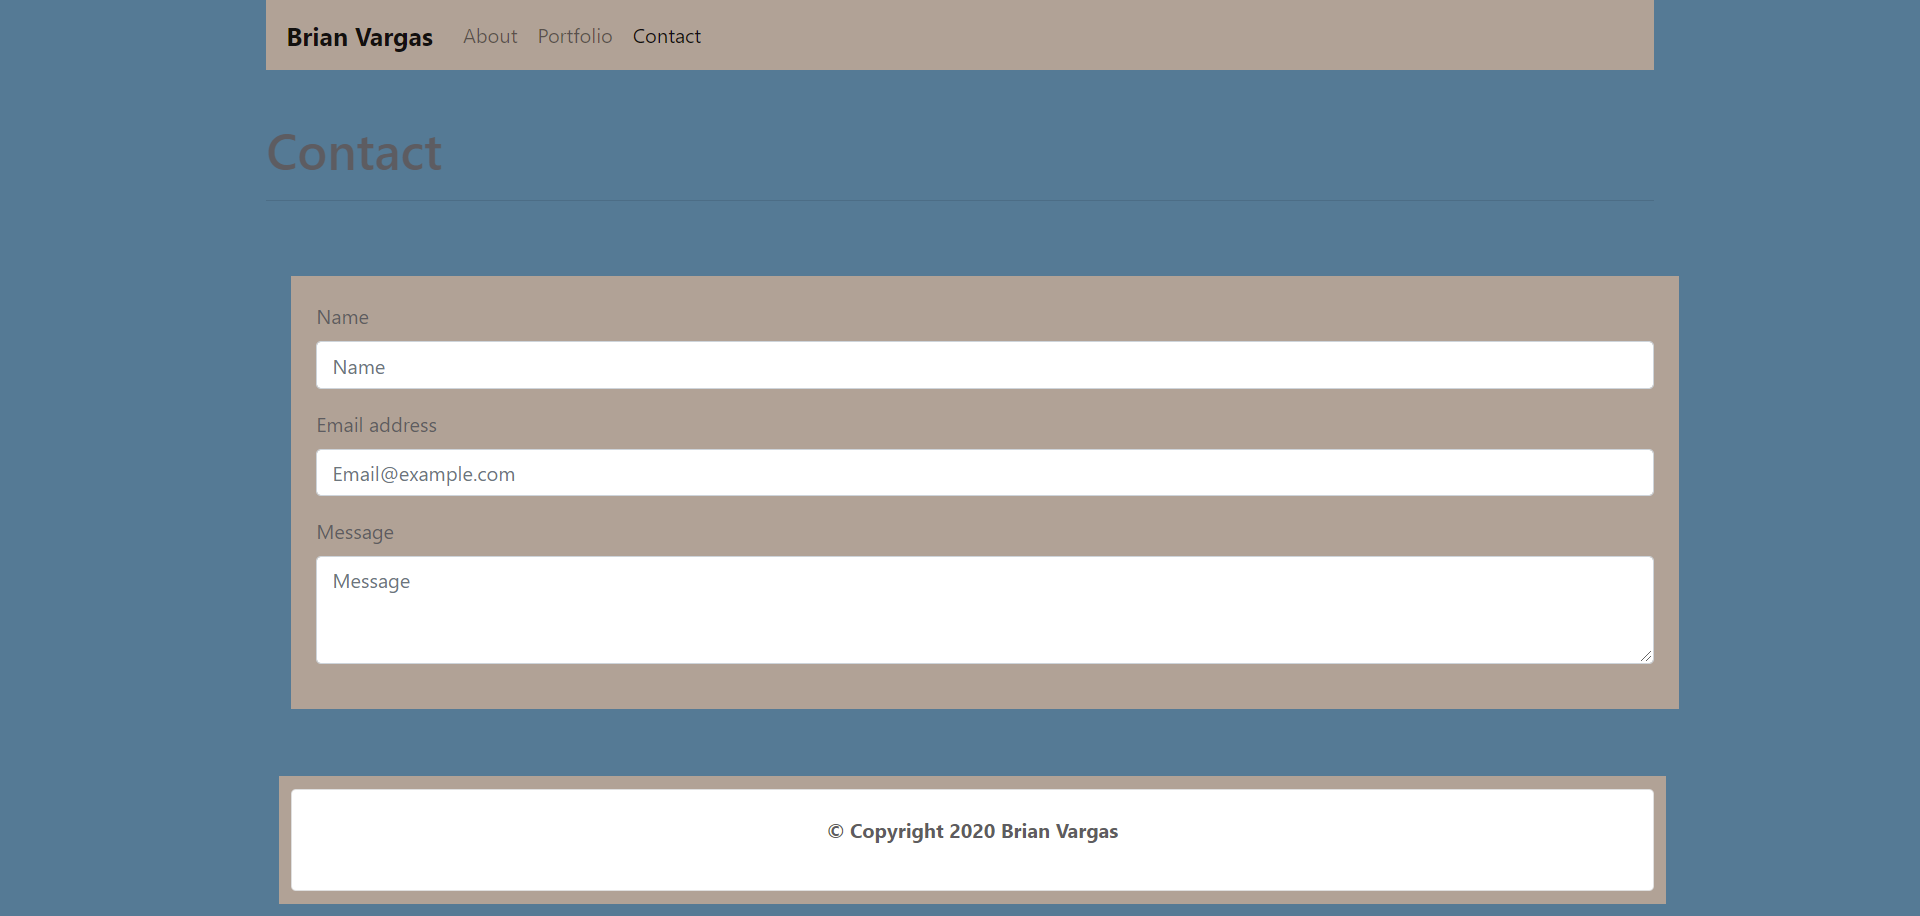 Brian Vargas About Portfolio Contact
Contact
Name
Name
Email address
Email@example.com
Message
Message
© Copyright 2020 Brian Vargas